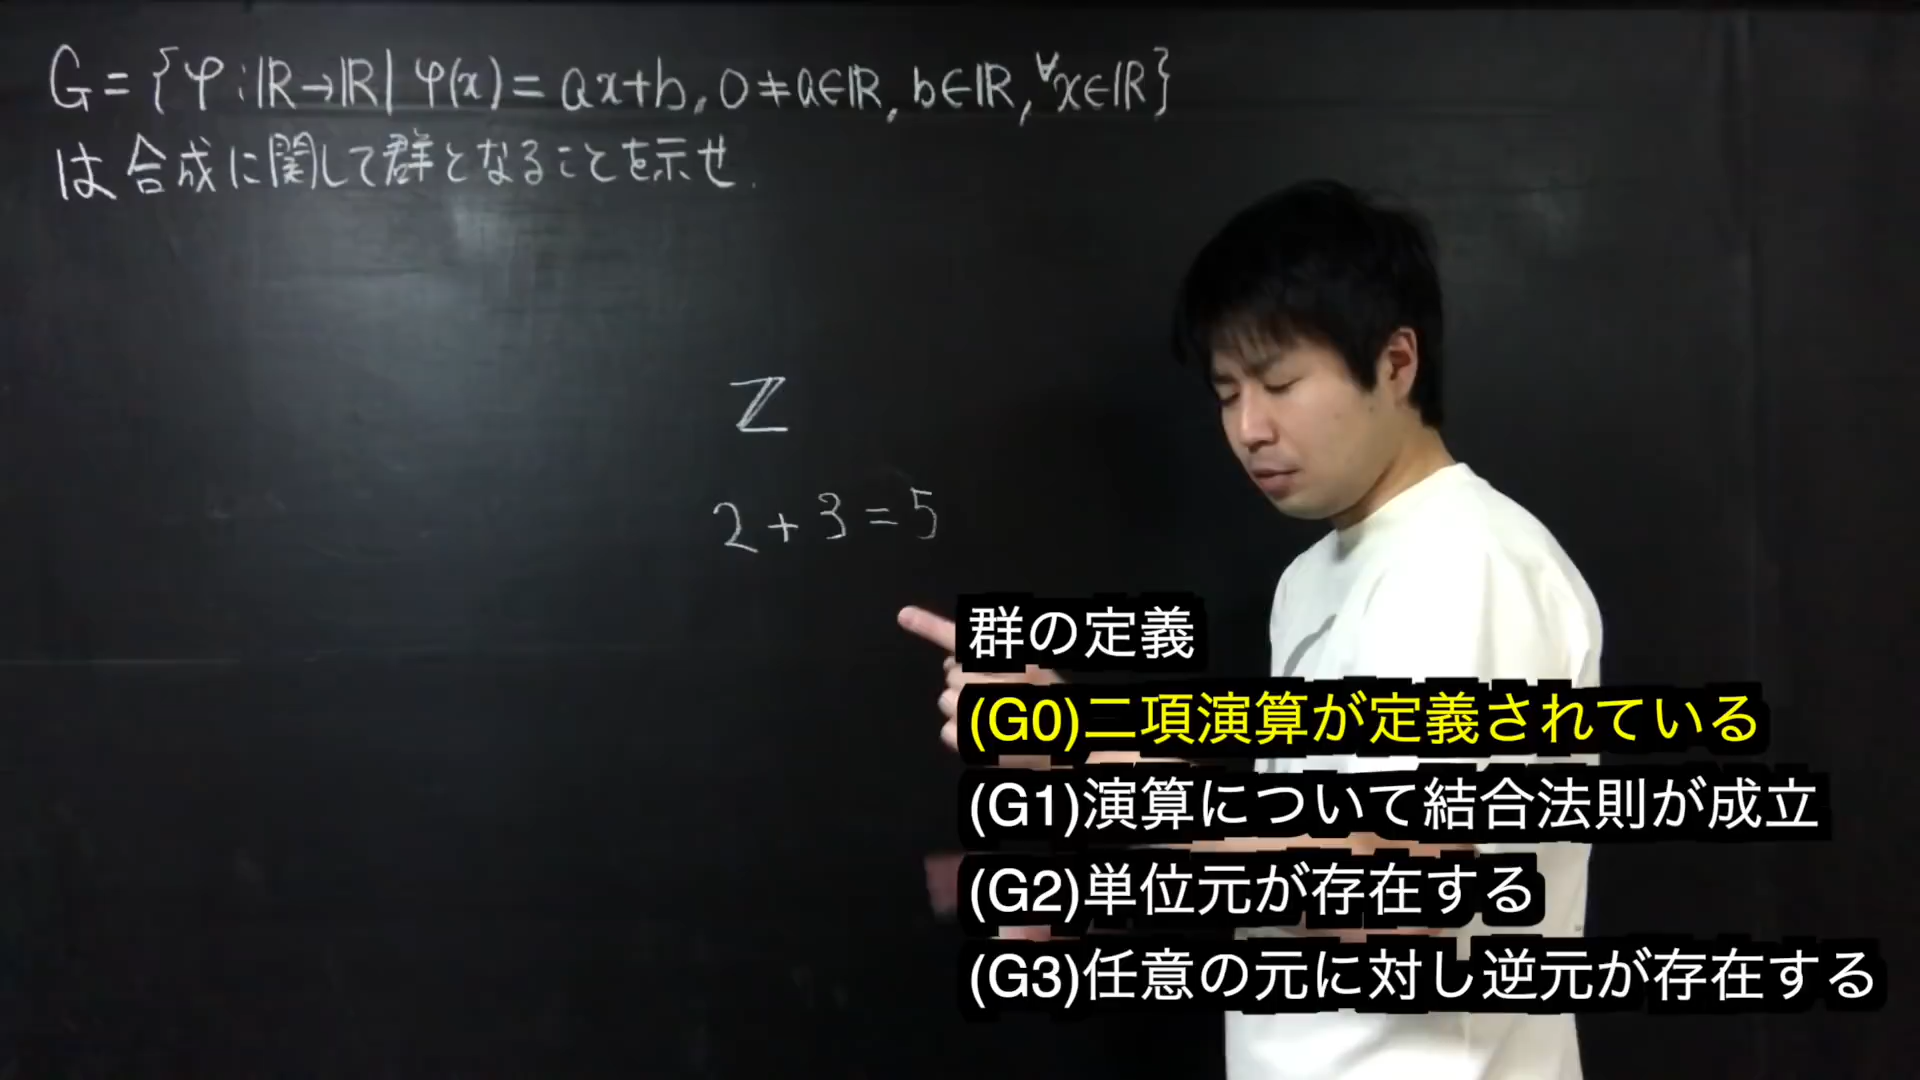 G={φ:ℝ→ℝ|φ(x)=ax+b, 0≠a∈ℝ, b∈ℝ, ∀x∈ℝ}
は合成に関して群となることを示せ.
ℤ
2+3=5
群の定義
(G0)二項演算が定義されている
(G1)演算について結合法則が成立
(G2)単位元が存在する
(G3)任意の元に対し逆元が存在する